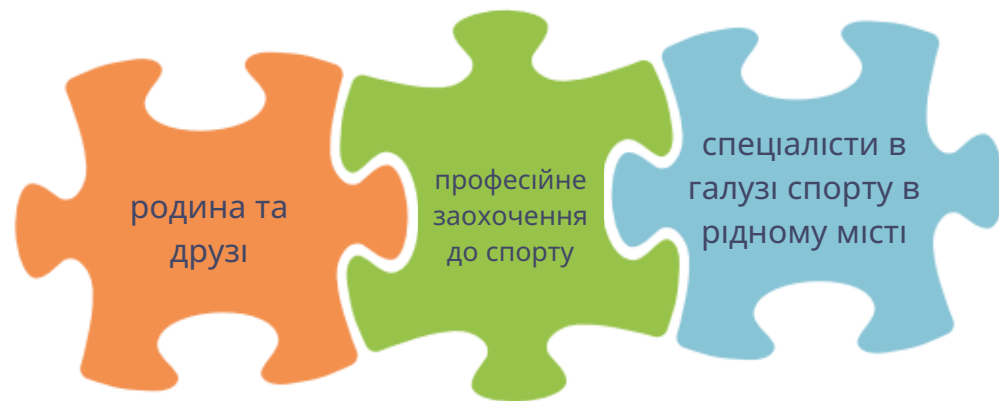 родина та
друзі
професійне
заохочення
до спорту
спеціалісти в
галузі спорту в
рідному місті